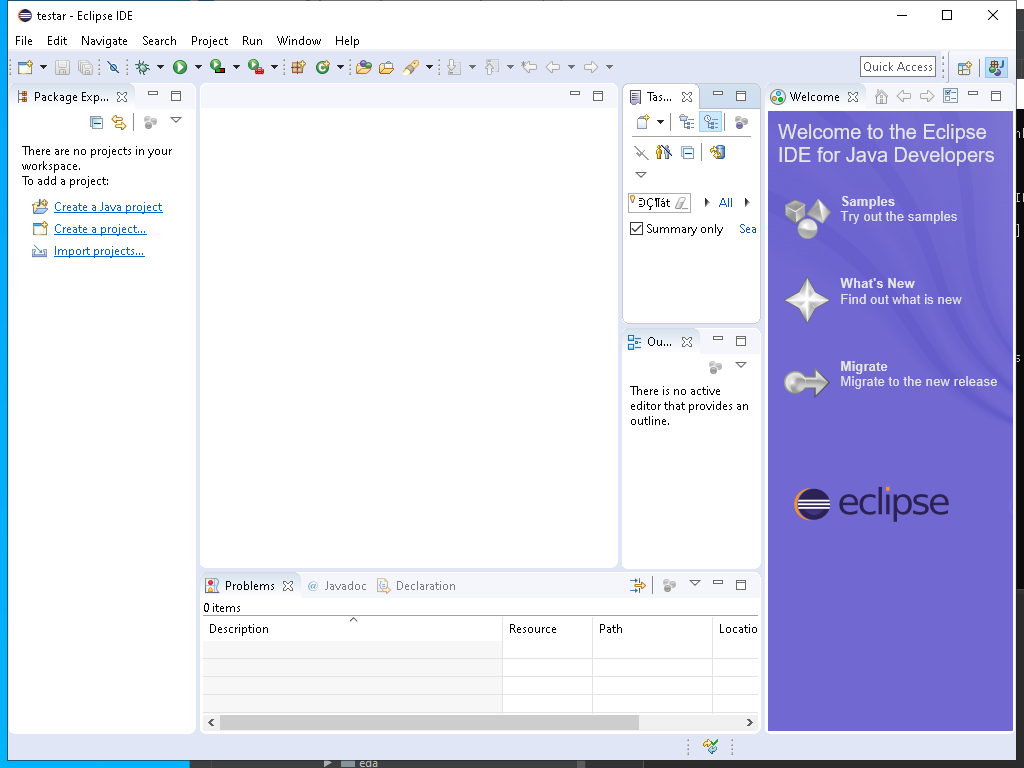 testar - Eclipse IDE
File Edit Navigate Search Project Run Window Help
Quick Access
Package Exp...
There are no projects in your
workspace.
To add a project:
Create a Java project
Create a project...
Import projects...
Tas...
All
Summary only
Sea
Ou...
There is no active
editor that provides an
outline.
Welcome
Welcome to the Eclipse
IDE for Java Developers
Samples
Try out the samples
What's New
Find out what is new
Migrate
Migrate to the new release
eclipse
Problems @ Javadoc Declaration
0 items
Description Resource Path Locatio
eda